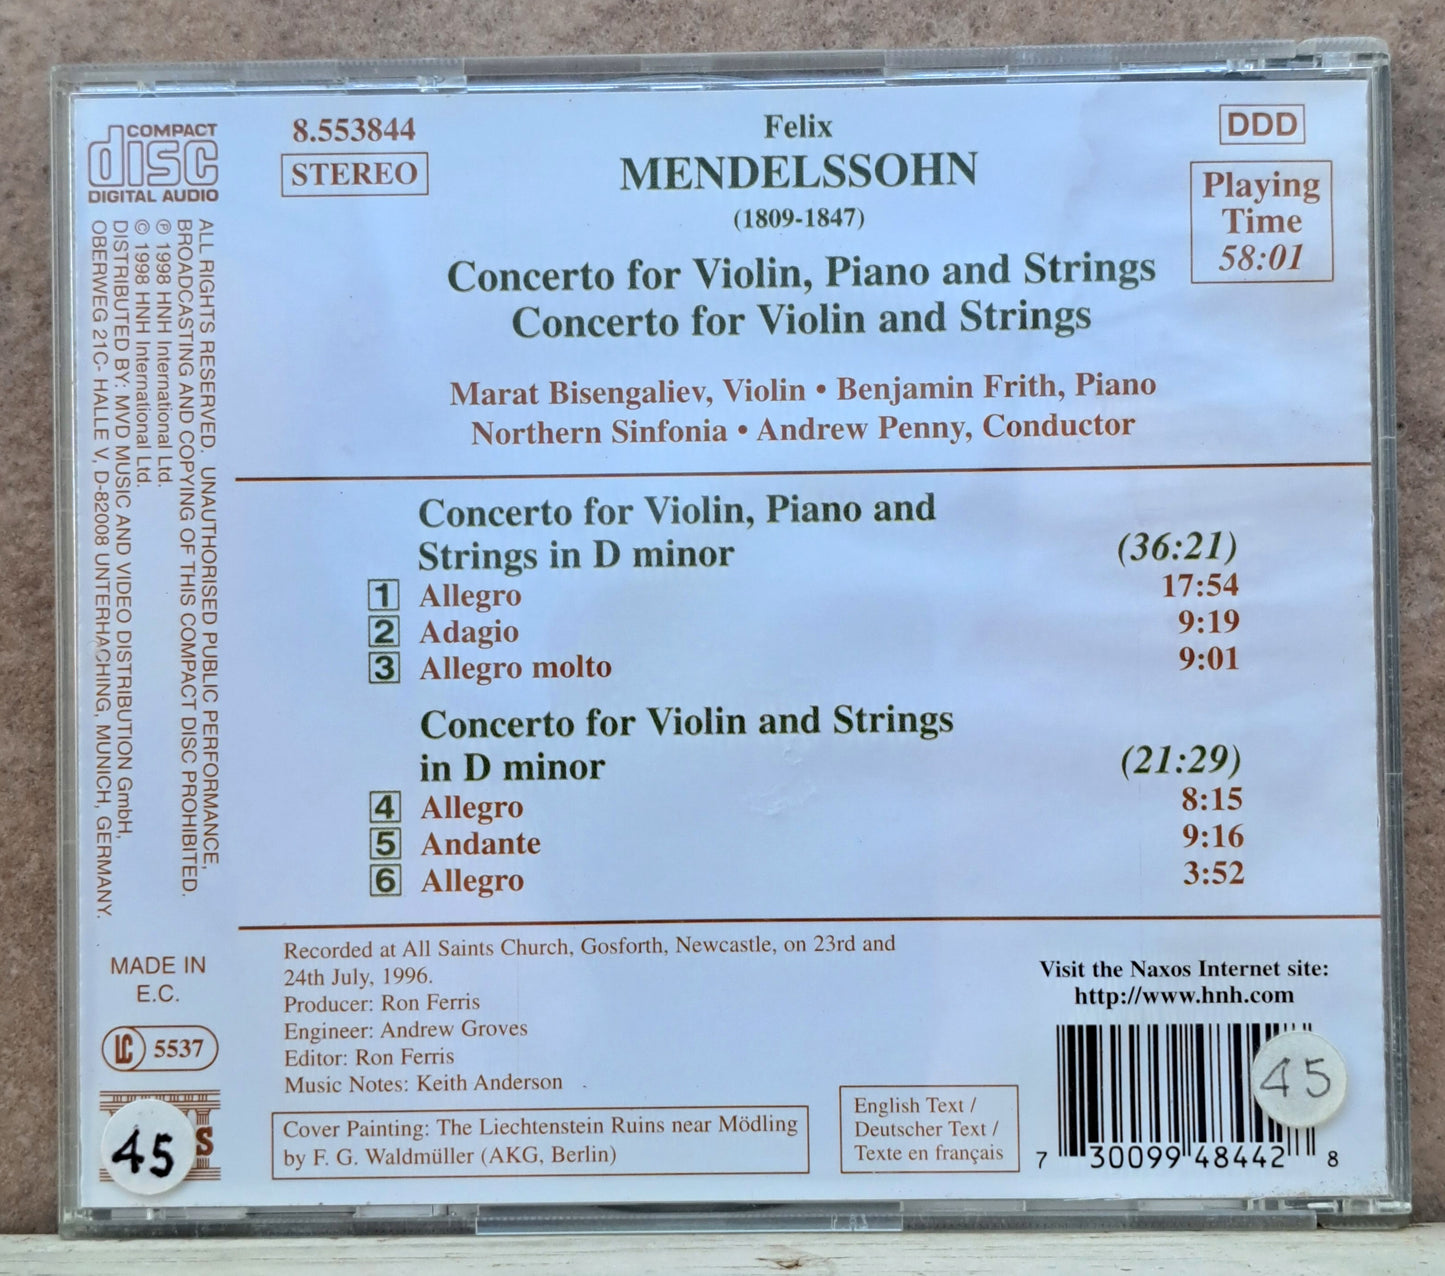 COMPACT
disc
DIGITAL AUDIO
ALL RIGHTS RESERVED. UNAUTHORISED PUBLIC PERFORMANCE,
BROADCASTING AND COPYING OF THIS COMPACT DISC PROHIBITED.
℗ 1998 HNH International Ltd.
© 1998 HNH International Ltd.
DISTRIBUTED BY: MVD MUSIC AND VIDEO DISTRIBUTION GmbH,
OBERWEG 21C- HALLE V, D-82008 UNTERHACHING, MUNICH, GERMANY.
MADE IN
E.C.
LC 5537
45
S
8.553844
STEREO
Felix
MENDELSSOHN
(1809-1847)
DDD
Playing
Time
58:01
Concerto for Violin, Piano and Strings
Concerto for Violin and Strings
Marat Bisengaliev, Violin • Benjamin Frith, Piano
Northern Sinfonia • Andrew Penny, Conductor
Concerto for Violin, Piano and
Strings in D minor (36:21)
1 Allegro 17:54
2 Adagio 9:19
3 Allegro molto 9:01
Concerto for Violin and Strings
in D minor (21:29)
4 Allegro 8:15
5 Andante 9:16
6 Allegro 3:52
Recorded at All Saints Church, Gosforth, Newcastle, on 23rd and
24th July, 1996.
Producer: Ron Ferris
Engineer: Andrew Groves
Editor: Ron Ferris
Music Notes: Keith Anderson
Cover Painting: The Liechtenstein Ruins near Mödling
by F. G. Waldmüller (AKG, Berlin)
English Text /
Deutscher Text /
Texte en français
Visit the Naxos Internet site:
http://www.hnh.com
45
7 30099 48442 8